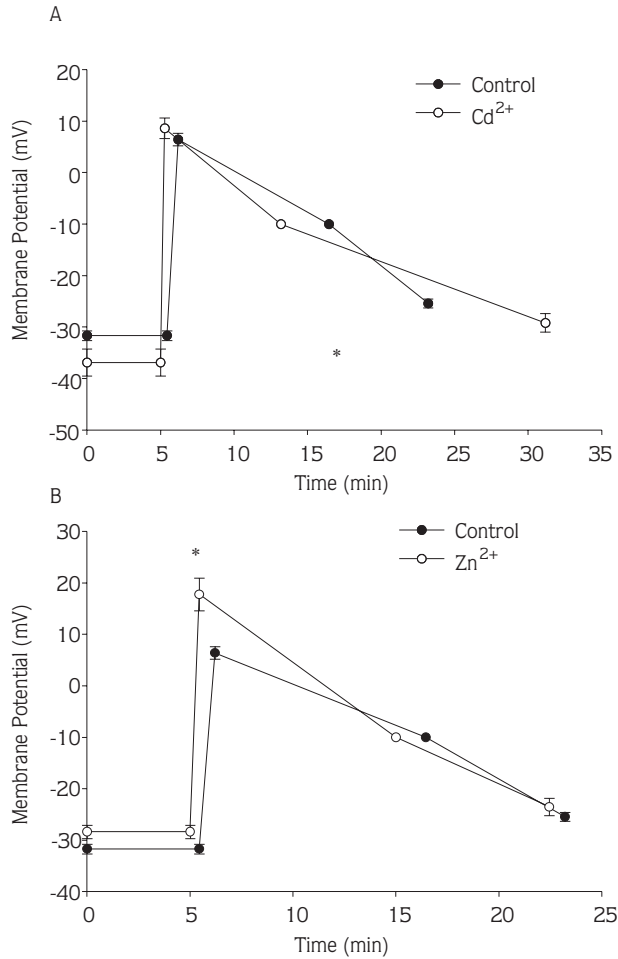 A
20
10
0
-10
-20
-30
-40
-50
Membrane Potential (mV)
Control
Cd2+
*
0 5 10 15 20 25 30 35
Time (min)
B
30
20
10
0
-10
-20
-30
-40
Membrane Potential (mV)
Control
Zn2+
*
0 5 10 15 20 25
Time (min)